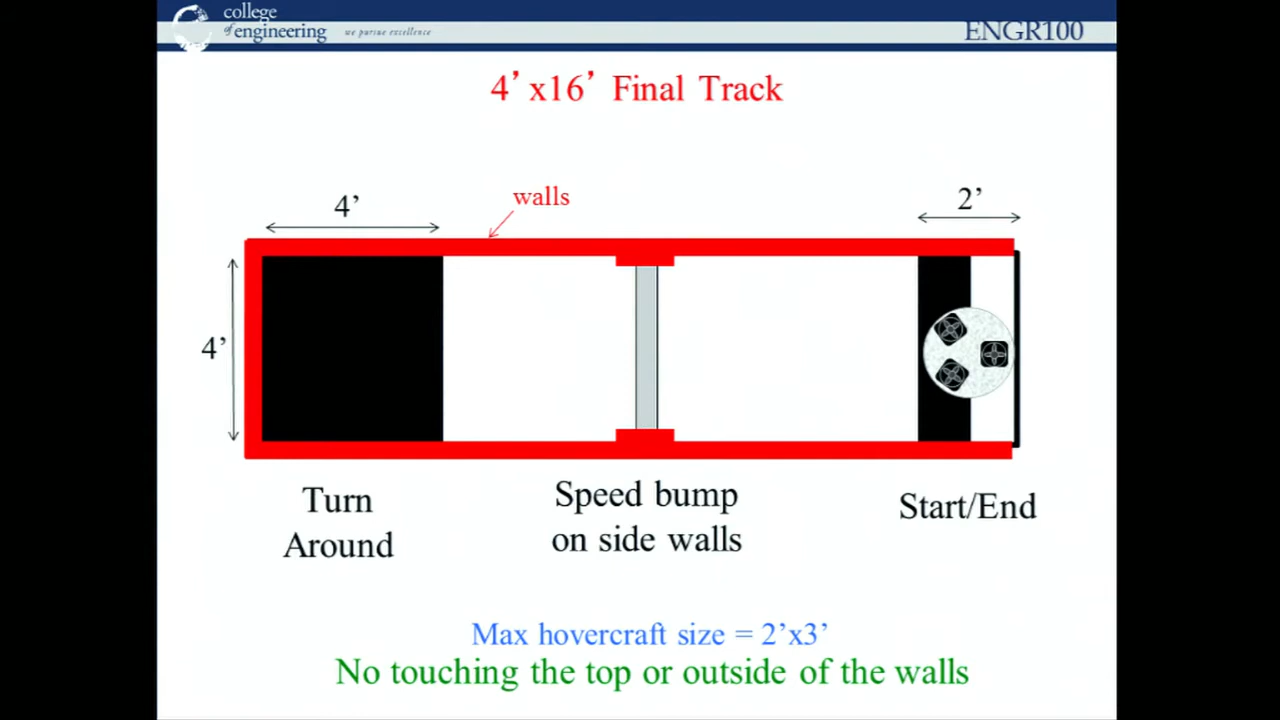 college
of engineering we pursue excellence
ENGR100
4’x16’ Final Track
walls
4’
2’
4’
Turn
Around
Speed bump
on side walls
Start/End
Max hovercraft size = 2’x3’
No touching the top or outside of the walls